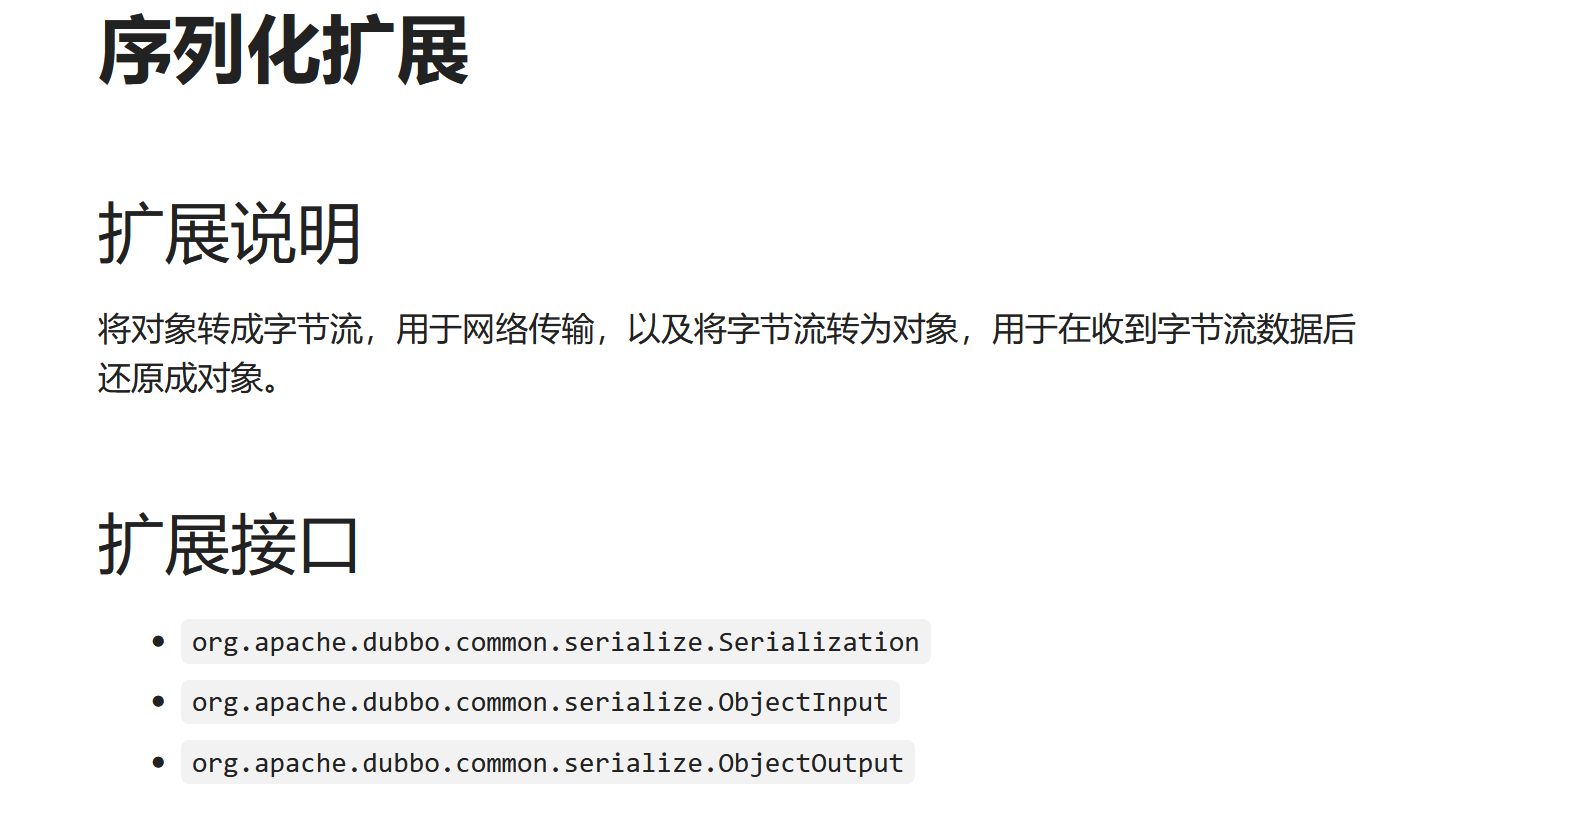 序列化扩展
扩展说明
将对象转成字节流，用于网络传输，以及将字节流转为对象，用于在收到字节流数据后
还原成对象。
扩展接口
org.apache.dubbo.common.serialize.Serialization
org.apache.dubbo.common.serialize.ObjectInput
org.apache.dubbo.common.serialize.ObjectOutput